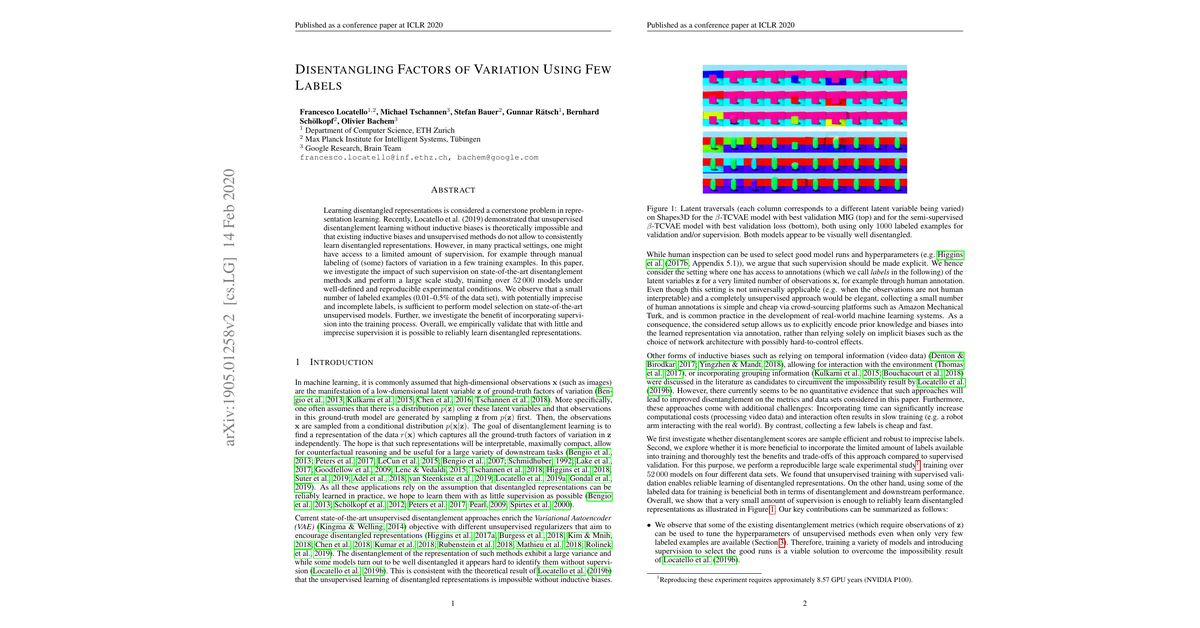 arXiv:1905.01258v2 [cs.LG] 14 Feb 2020
Published as a conference paper at ICLR 2020
DISENTANGLING FACTORS OF VARIATION USING FEW
LABELS
Francesco Locatello1,2, Michael Tschannen3, Stefan Bauer2, Gunnar Rätsch1, Bernhard
Schölkopf2, Olivier Bachem3
1 Department of Computer Science, ETH Zurich
2 Max Planck Institute for Intelligent Systems, Tübingen
3 Google Research, Brain Team
francesco.locatello@inf.ethz.ch, bachem@google.com
ABSTRACT
Learning disentangled representations is considered a cornerstone problem in repre-
sentation learning. Recently, Locatello et al. (2019) demonstrated that unsupervised
disentanglement learning without inductive biases is theoretically impossible and
that existing inductive biases and unsupervised methods do not allow to consistently
learn disentangled representations. However, in many practical settings, one might
have access to a limited amount of supervision, for example through manual
labeling of (some) factors of variation in a few training examples. In this paper,
we investigate the impact of such supervision on state-of-the-art disentanglement
methods and perform a large scale study, training over 52 000 models under
well-defined and reproducible experimental conditions. We observe that a small
number of labeled examples (0.01–0.5% of the data set), with potentially imprecise
and incomplete labels, is sufficient to perform model selection on state-of-the-art
unsupervised models. Further, we investigate the benefit of incorporating supervi-
sion into the training process. Overall, we empirically validate that with little and
imprecise supervision it is possible to reliably learn disentangled representations.
1 INTRODUCTION
In machine learning, it is commonly assumed that high-dimensional observations x (such as images)
are the manifestation of a low-dimensional latent variable z of ground-truth factors of variation (Ben-
gio et al., 2013; Kulkarni et al., 2015; Chen et al., 2016; Tschannen et al., 2018). More specifically,
one often assumes that there is a distribution p(z) over these latent variables and that observations
in this ground-truth model are generated by sampling z from p(z) first. Then, the observations
x are sampled from a conditional distribution p(x|z). The goal of disentanglement learning is to
find a representation of the data r(x) which captures all the ground-truth factors of variation in z
independently. The hope is that such representations will be interpretable, maximally compact, allow
for counterfactual reasoning and be useful for a large variety of downstream tasks (Bengio et al.,
2013; Peters et al., 2017; LeCun et al., 2015; Bengio et al., 2007; Schmidhuber, 1992; Lake et al.,
2017; Goodfellow et al., 2009; Lenc & Vedaldi, 2015; Tschannen et al., 2018; Higgins et al., 2018;
Suter et al., 2019; Adel et al., 2018; van Steenkiste et al., 2019; Locatello et al., 2019a; Gondal et al.,
2019). As all these applications rely on the assumption that disentangled representations can be
reliably learned in practice, we hope to learn them with as little supervision as possible (Bengio
et al., 2013; Schölkopf et al., 2012; Peters et al., 2017; Pearl, 2009; Spirtes et al., 2000).
Current state-of-the-art unsupervised disentanglement approaches enrich the Variational Autoencoder
(VAE) (Kingma & Welling, 2014) objective with different unsupervised regularizers that aim to
encourage disentangled representations (Higgins et al., 2017a; Burgess et al., 2018; Kim & Mnih,
2018; Chen et al., 2018; Kumar et al., 2018; Rubenstein et al., 2018; Mathieu et al., 2018; Rolinek
et al., 2019). The disentanglement of the representation of such methods exhibit a large variance and
while some models turn out to be well disentangled it appears hard to identify them without supervi-
sion (Locatello et al., 2019b). This is consistent with the theoretical result of Locatello et al. (2019b)
that the unsupervised learning of disentangled representations is impossible without inductive biases.
1
Published as a conference paper at ICLR 2020
Figure 1: Latent traversals (each column corresponds to a different latent variable being varied)
on Shapes3D for the β-TCVAE model with best validation MIG (top) and for the semi-supervised
β-TCVAE model with best validation loss (bottom), both using only 1000 labeled examples for
validation and/or supervision. Both models appear to be visually well disentangled.
While human inspection can be used to select good model runs and hyperparameters (e.g. Higgins
et al. (2017b, Appendix 5.1)), we argue that such supervision should be made explicit. We hence
consider the setting where one has access to annotations (which we call labels in the following) of the
latent variables z for a very limited number of observations x, for example through human annotation.
Even though this setting is not universally applicable (e.g. when the observations are not human
interpretable) and a completely unsupervised approach would be elegant, collecting a small number
of human annotations is simple and cheap via crowd-sourcing platforms such as Amazon Mechanical
Turk, and is common practice in the development of real-world machine learning systems. As a
consequence, the considered setup allows us to explicitly encode prior knowledge and biases into
the learned representation via annotation, rather than relying solely on implicit biases such as the
choice of network architecture with possibly hard-to-control effects.
Other forms of inductive biases such as relying on temporal information (video data) (Denton &
Birodkar, 2017; Yingzhen & Mandt, 2018), allowing for interaction with the environment (Thomas
et al., 2017), or incorporating grouping information (Kulkarni et al., 2015; Bouchacourt et al., 2018)
were discussed in the literature as candidates to circumvent the impossibility result by Locatello et al.
(2019b). However, there currently seems to be no quantitative evidence that such approaches will
lead to improved disentanglement on the metrics and data sets considered in this paper. Furthermore,
these approaches come with additional challenges: Incorporating time can significantly increase
computational costs (processing video data) and interaction often results in slow training (e.g. a robot
arm interacting with the real world). By contrast, collecting a few labels is cheap and fast.
We first investigate whether disentanglement scores are sample efficient and robust to imprecise labels.
Second, we explore whether it is more beneficial to incorporate the limited amount of labels available
into training and thoroughly test the benefits and trade-offs of this approach compared to supervised
validation. For this purpose, we perform a reproducible large scale experimental study1, training over
52 000 models on four different data sets. We found that unsupervised training with supervised vali-
dation enables reliable learning of disentangled representations. On the other hand, using some of the
labeled data for training is beneficial both in terms of disentanglement and downstream performance.
Overall, we show that a very small amount of supervision is enough to reliably learn disentangled
representations as illustrated in Figure 1. Our key contributions can be summarized as follows:
• We observe that some of the existing disentanglement metrics (which require observations of z)
can be used to tune the hyperparameters of unsupervised methods even when only very few
labeled examples are available (Section 3). Therefore, training a variety of models and introducing
supervision to select the good runs is a viable solution to overcome the impossibility result
of Locatello et al. (2019b).
1Reproducing these experiment requires approximately 8.57 GPU years (NVIDIA P100).
2